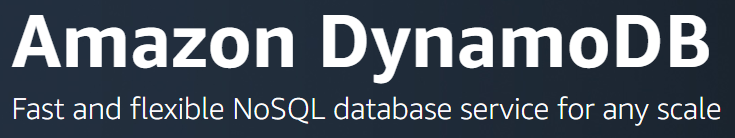 Amazon DynamoDB
Fast and flexible NoSQL database service for any scale